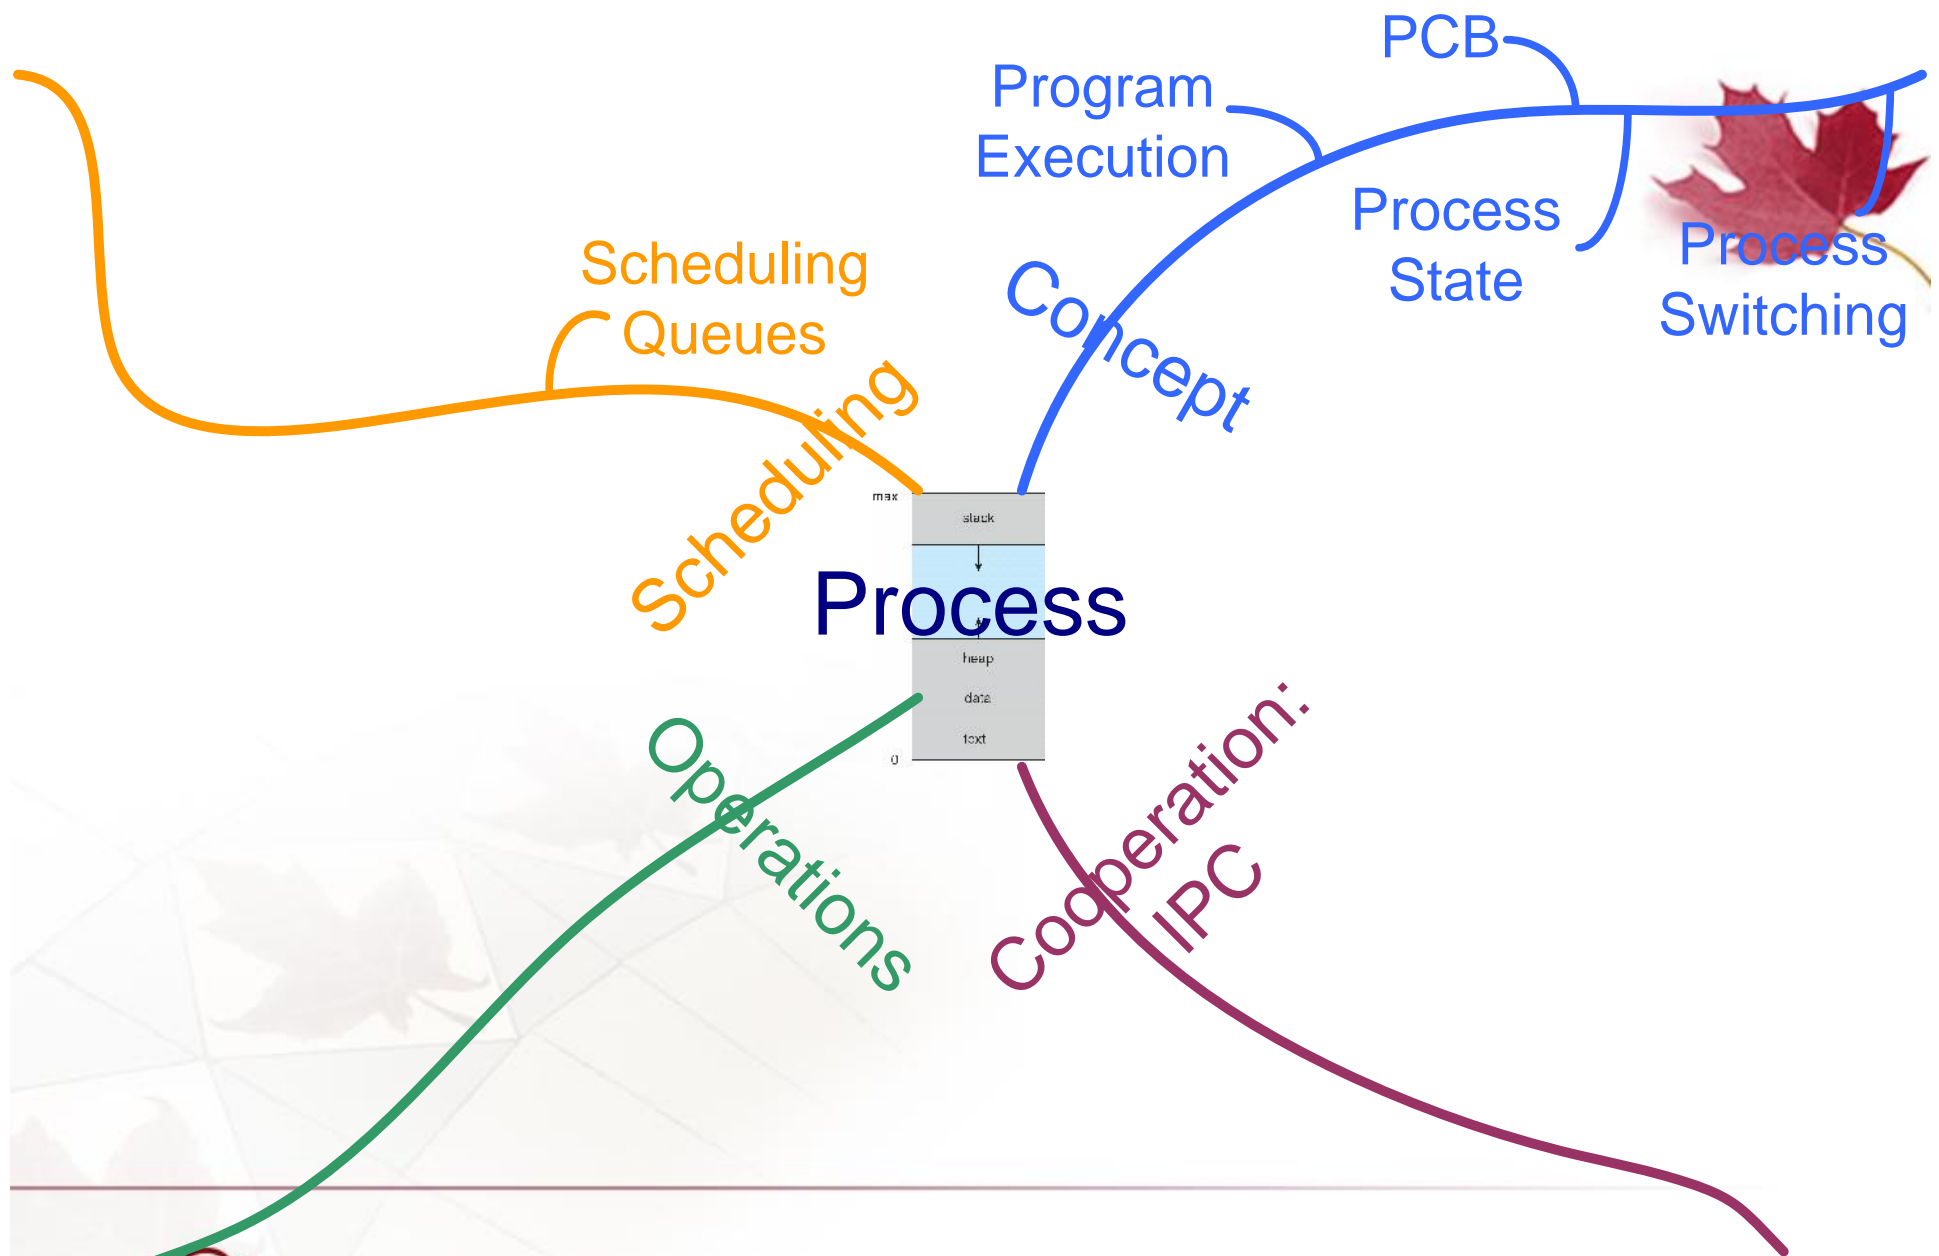 PCB
Program
Execution
Process
State
Process
Switching
Concept
Scheduling
Queues
Scheduling
max
stack
Process
heap
data
text
0
Operations
Cooperation:
IPC